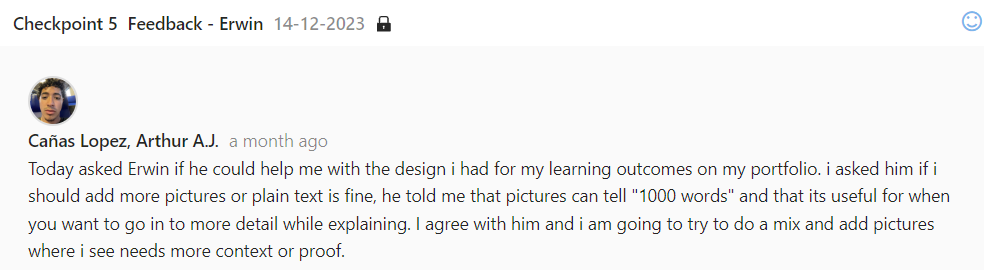 Checkpoint 5 Feedback - Erwin 14-12-2023
Cañas Lopez, Arthur A.J. a month ago
Today asked Erwin if he could help me with the design i had for my learning outcomes on my portfolio. i asked him if i
should add more pictures or plain text is fine, he told me that pictures can tell "1000 words" and that its useful for when
you want to go in to more detail while explaining. I agree with him and i am going to try to do a mix and add pictures
where i see needs more context or proof.